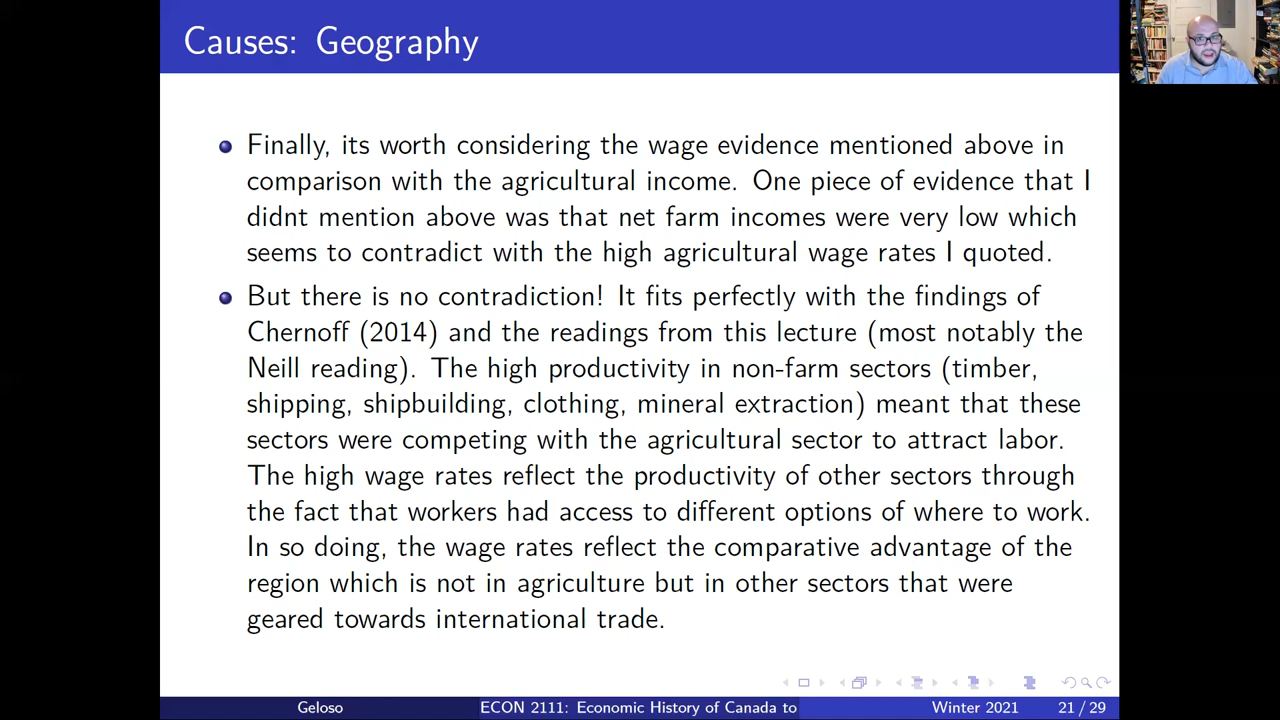 Causes: Geography
Finally, its worth considering the wage evidence mentioned above in
comparison with the agricultural income. One piece of evidence that I
didnt mention above was that net farm incomes were very low which
seems to contradict with the high agricultural wage rates I quoted.
But there is no contradiction! It fits perfectly with the findings of
Chernoff (2014) and the readings from this lecture (most notably the
Neill reading). The high productivity in non-farm sectors (timber,
shipping, shipbuilding, clothing, mineral extraction) meant that these
sectors were competing with the agricultural sector to attract labor.
The high wage rates reflect the productivity of other sectors through
the fact that workers had access to different options of where to work.
In so doing, the wage rates reflect the comparative advantage of the
region which is not in agriculture but in other sectors that were
geared towards international trade.
Geloso ECON 2111: Economic History of Canada to Winter 2021 21 / 29